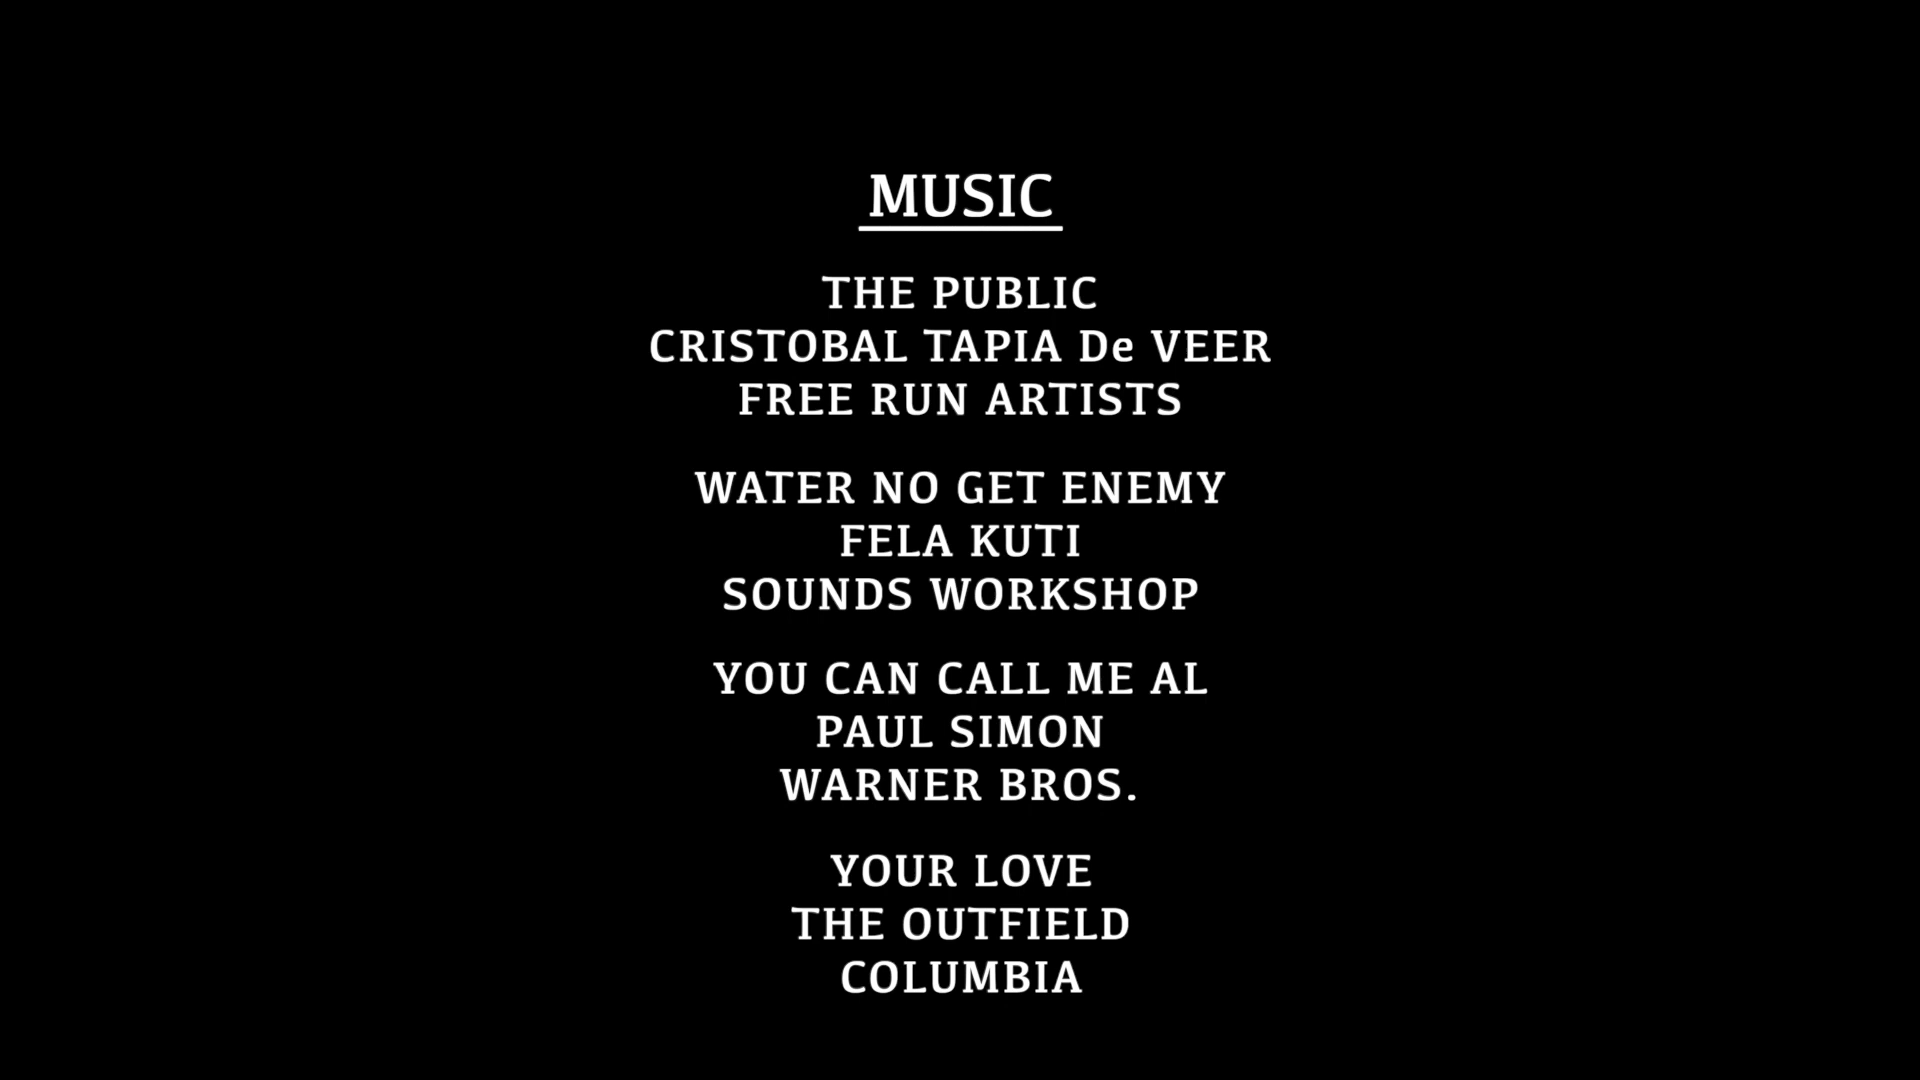 MUSIC
THE PUBLIC
CRISTOBAL TAPIA De VEER
FREE RUN ARTISTS
WATER NO GET ENEMY
FELA KUTI
SOUNDS WORKSHOP
YOU CAN CALL ME AL
PAUL SIMON
WARNER BROS.
YOUR LOVE
THE OUTFIELD
COLUMBIA